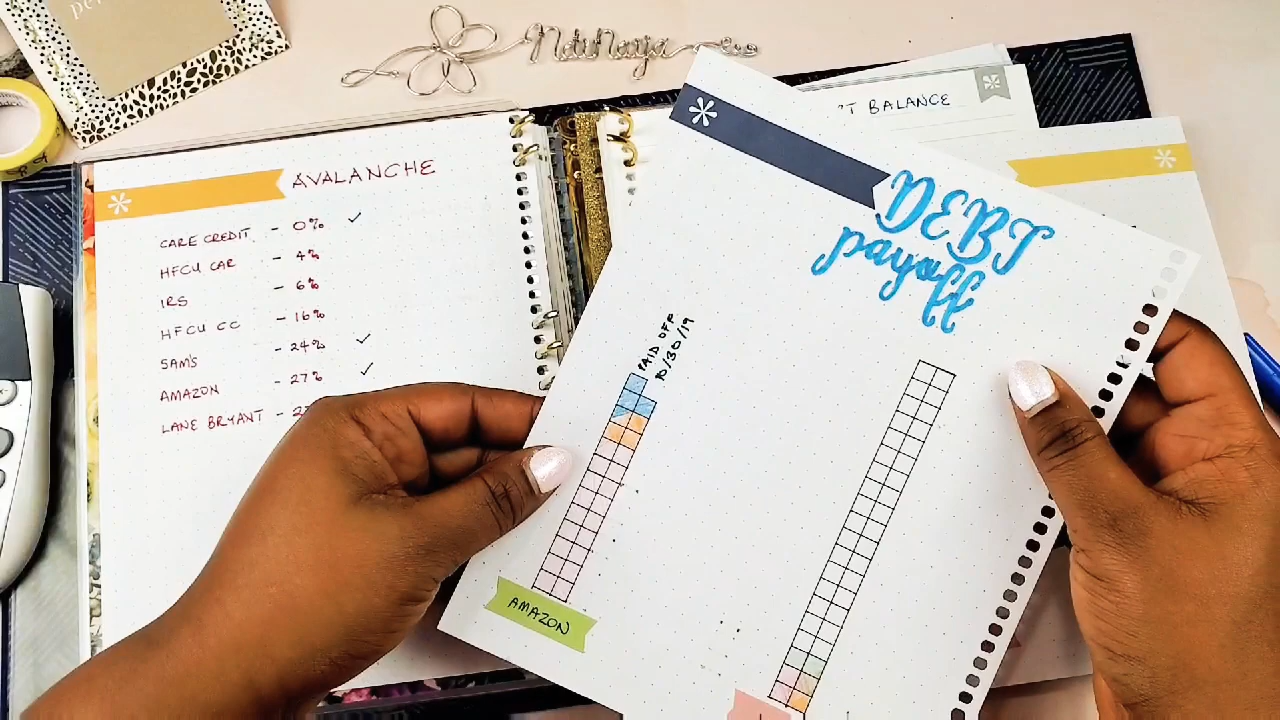 AVALANCHE
CARE CREDIT - 0% ✓
HFCU CAR - 4%
IRS - 6%
HFCU CC - 16%
SAM'S - 24% ✓
AMAZON - 27% ✓
LANE BRYANT - 2
BALANCE
DEBT
payoff
PAID OFF
10/30/19
AMAZON